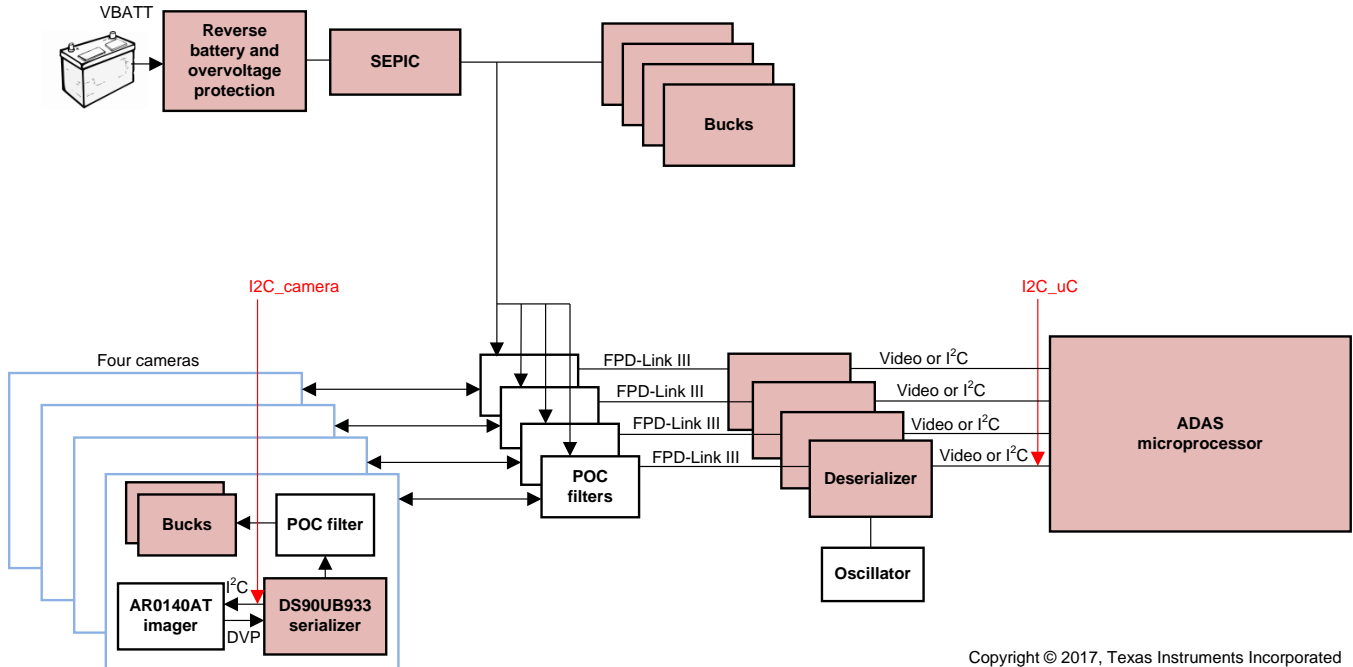 VBATT
Reverse
battery and
overvoltage
protection
SEPIC
Bucks
I2C_camera
I2C_uC
Four cameras
FPD-Link III
FPD-Link III
FPD-Link III
FPD-Link III
Video or I²C
Video or I²C
Video or I²C
Video or I²C
ADAS
microprocessor
POC
filters
Deserializer
Oscillator
Bucks
POC filter
I²C
AR0140AT
imager
DVP
DS90UB933
serializer
Copyright © 2017, Texas Instruments Incorporated